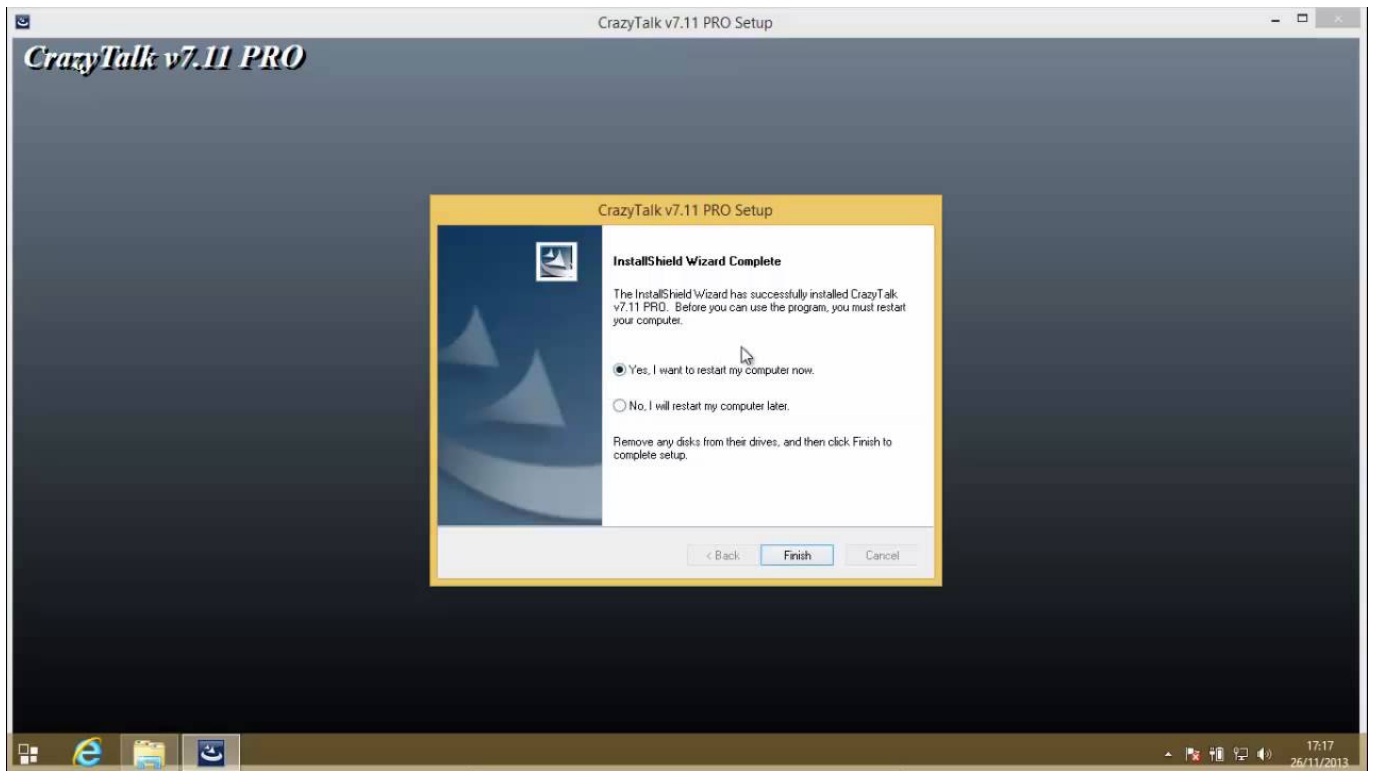 CrazyTalk v7.11 PRO Setup
CrazyTalk v7.11 PRO
CrazyTalk v7.11 PRO Setup
InstallShield Wizard Complete
The InstallShield Wizard has successfully installed CrazyTalk
v7.11 PRO. Before you can use the program, you must restart
your computer.
Yes, I want to restart my computer now.
No, I will restart my computer later.
Remove any disks from their drives, and then click Finish to
complete setup.
< Back Finish Cancel
17:17
26/11/2013